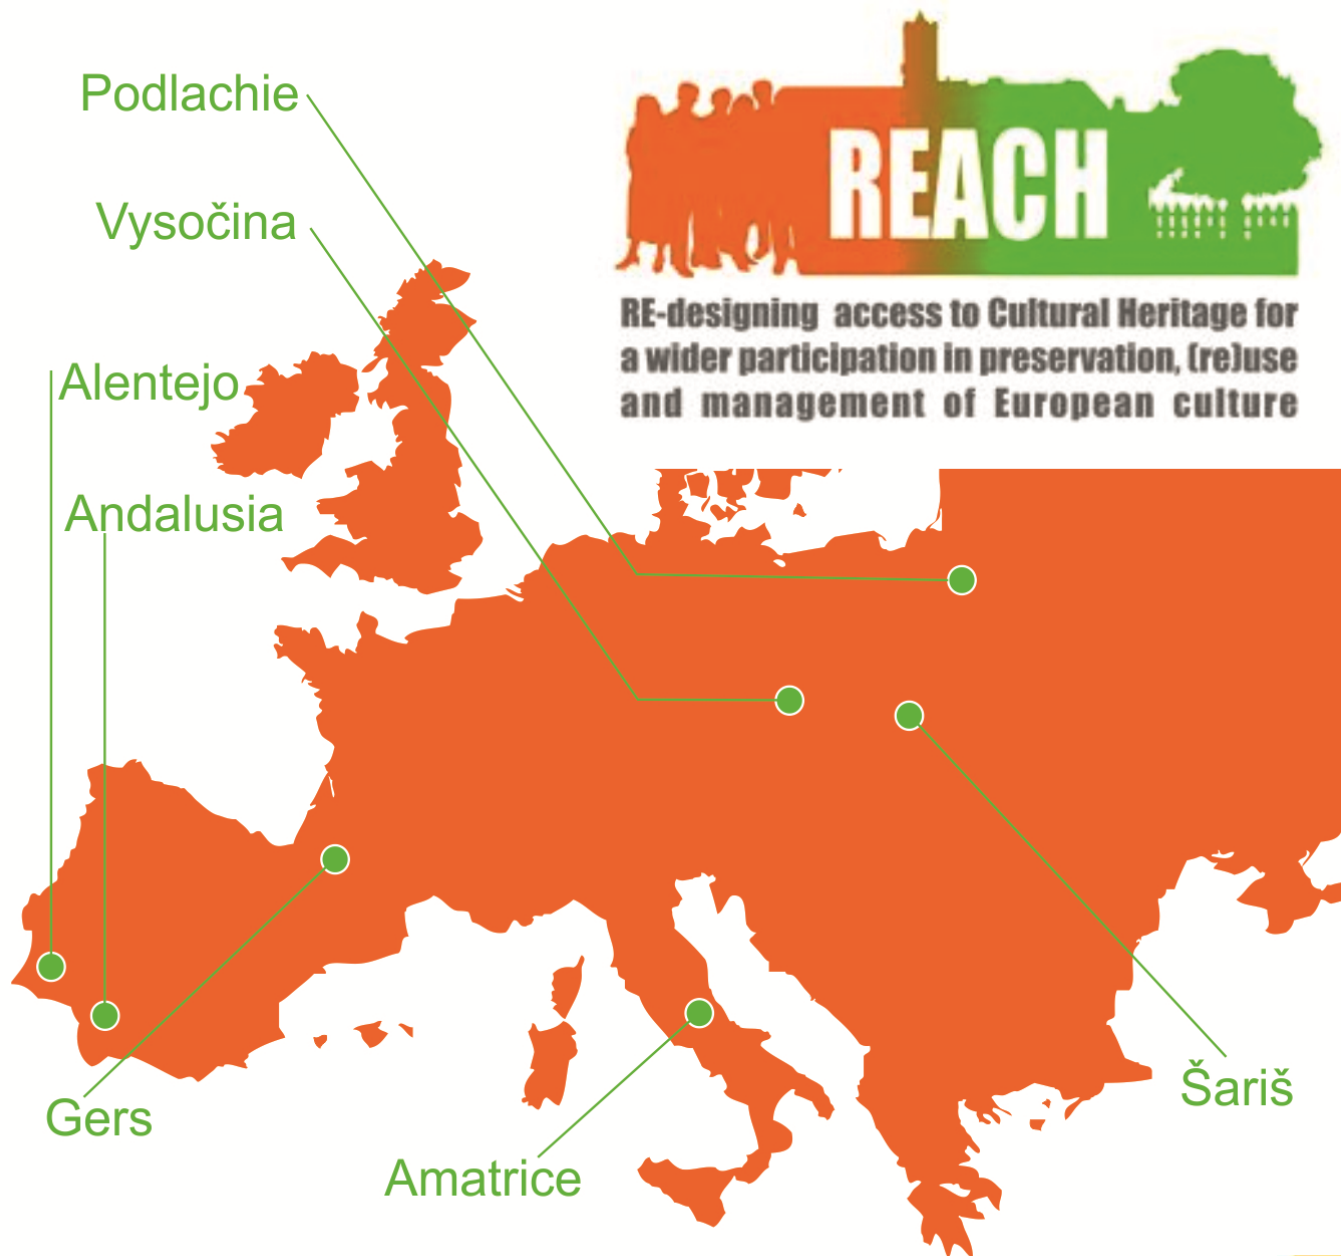 Podlachie
Vysočina
Alentejo
Andalusia
REACH
RE-designing access to Cultural Heritage for
a wider participation in preservation, (re)use
and management of European culture
Gers
Amatrice
Šariš